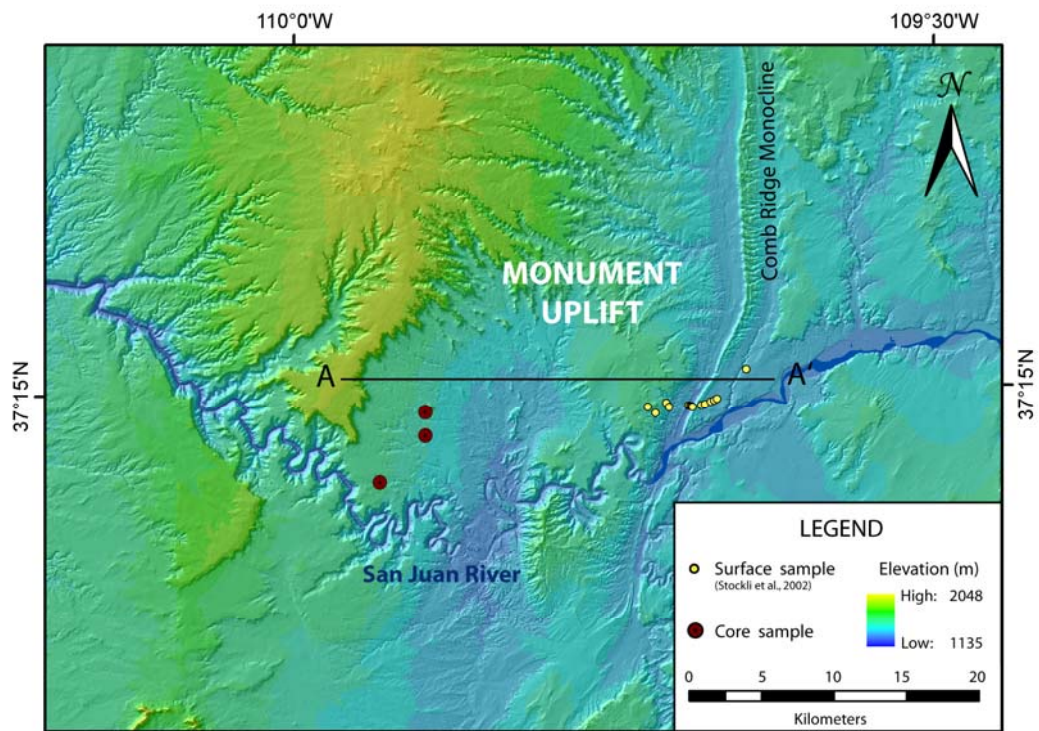 110°0'W
109°30'W
N
Comb Ridge Monocline
MONUMENT
UPLIFT
37°15'N
A
A'
37°15'N
San Juan River
LEGEND
Surface sample
(Stockli et al., 2002)
Core sample
Elevation (m)
High: 2048
Low: 1135
0 5 10 15 20
Kilometers